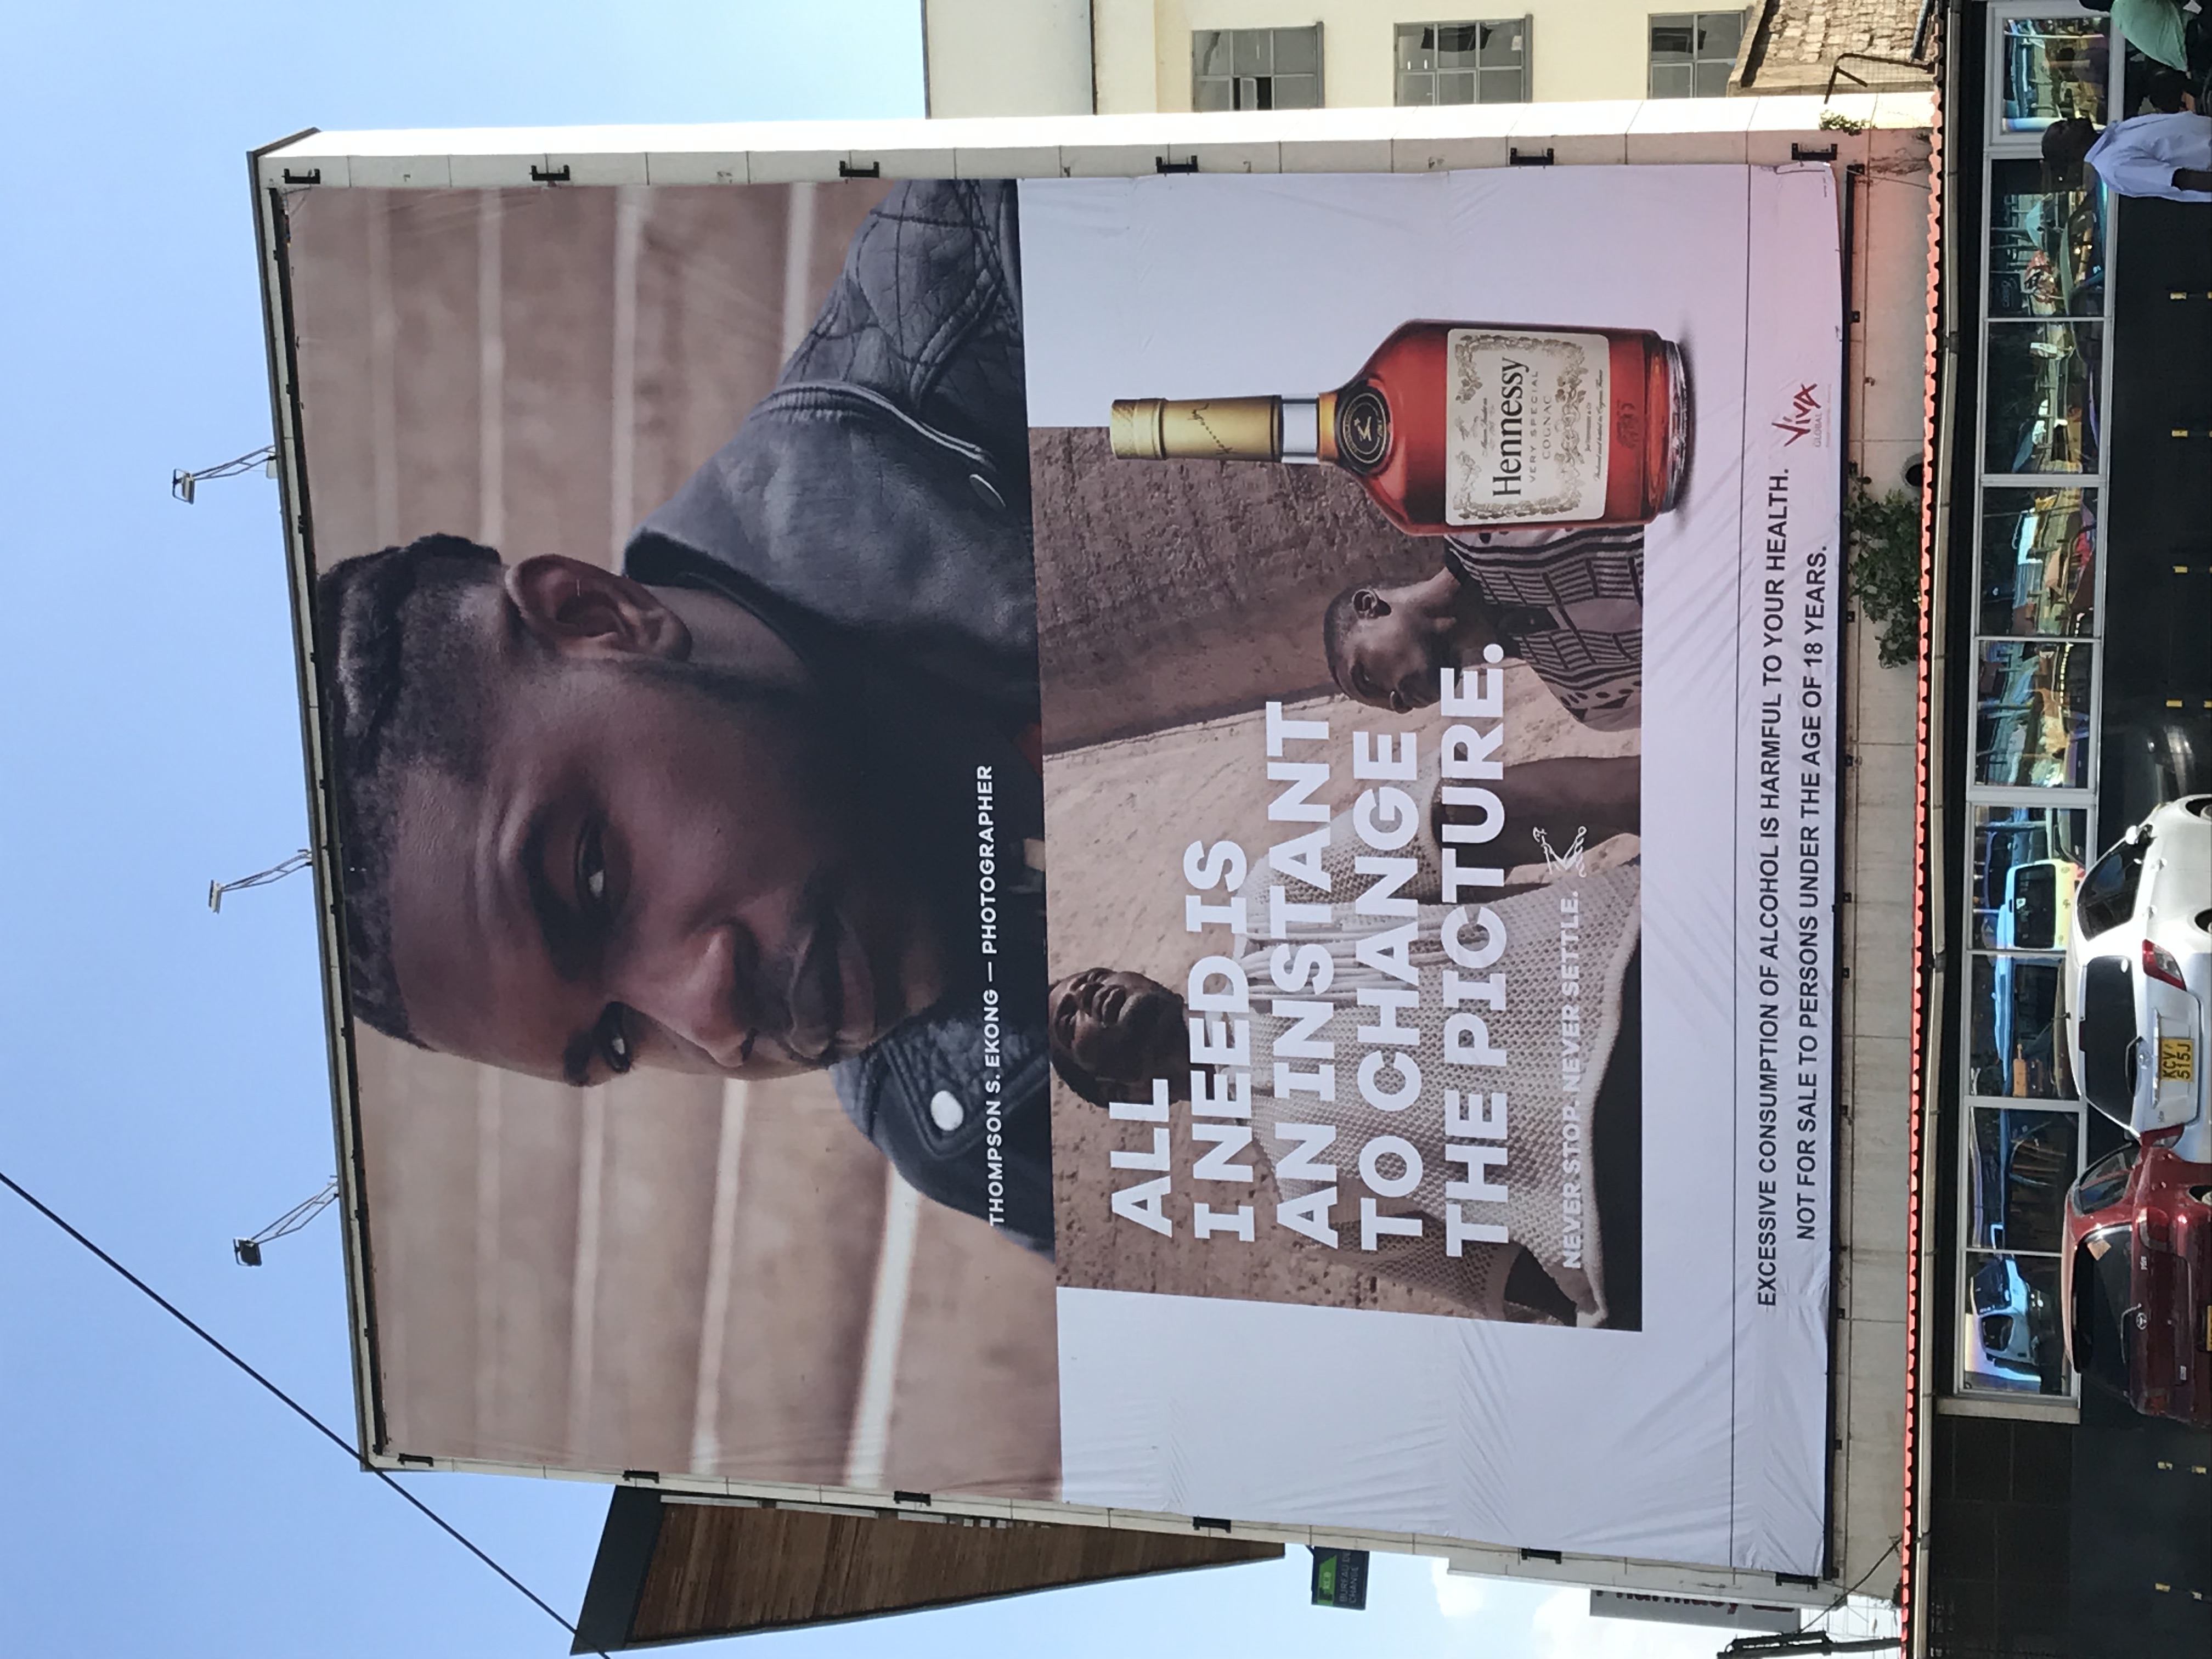 THOMPSON S. EKONG — PHOTOGRAPHER
ALL
I NEED IS
AN INSTANT
TO CHANGE
THE PICTURE.
NEVER STOP. NEVER SETTLE.
Hennessy
Hennessy
VERY SPECIAL
COGNAC
EXCESSIVE CONSUMPTION OF ALCOHOL IS HARMFUL TO YOUR HEALTH.
NOT FOR SALE TO PERSONS UNDER THE AGE OF 18 YEARS.
Viva
GLOBAL
BUREAU DE
CHANGE
KCV
515J